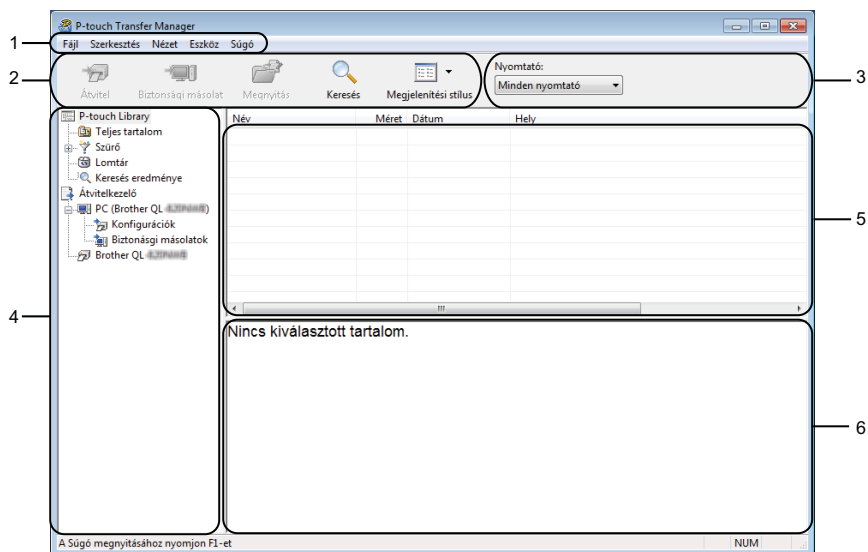 P-touch Transfer Manager
1
Fájl Szerkesztés Nézet Eszköz Súgó
2
Átvitel Biztonsági másolat Megnyitás Keresés Megjelenítési stílus
Nyomtató:
Minden nyomtató
3
P-touch Library
Teljes tartalom
Szürő
Lomtár
Keresés eredménye
Átvitelkezelő
PC (Brother QL- )
Konfigurációk
Biztonásgi másolatok
Brother QL-
4
Név Méret Dátum Hely
5
Nincs kiválasztott tartalom.
6
A Súgó megnyitásához nyomjon F1-et
NUM